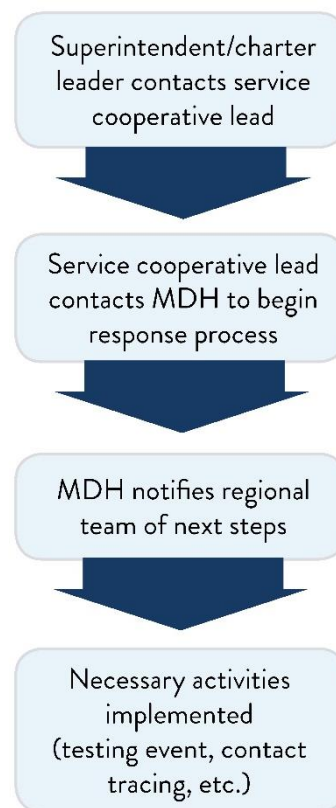 Superintendent/charter
leader contacts service
cooperative lead
Service cooperative lead
contacts MDH to begin
response process
MDH notifies regional
team of next steps
Necessary activities
implemented
(testing event, contact
tracing, etc.)